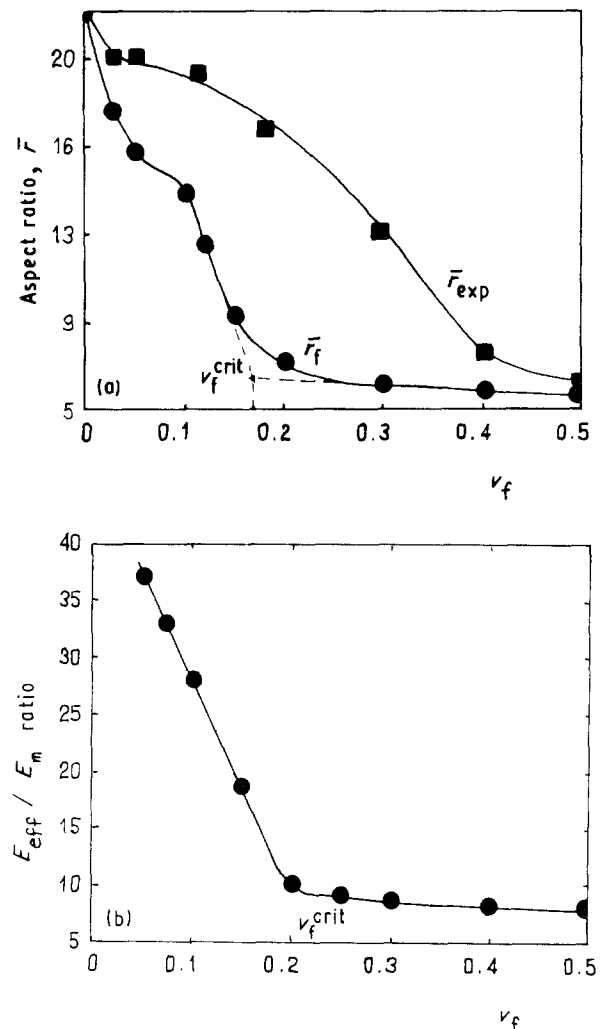 20
16
13
9
5
Aspect ratio, r̄
r̄exp
r̄f
vfcrit
(a)
0 0.1 0.2 0.3 0.4 0.5
vf
40
35
30
25
20
15
10
5
Eeff / Em ratio
(b)
vfcrit
0 0.1 0.2 0.3 0.4 0.5
vf